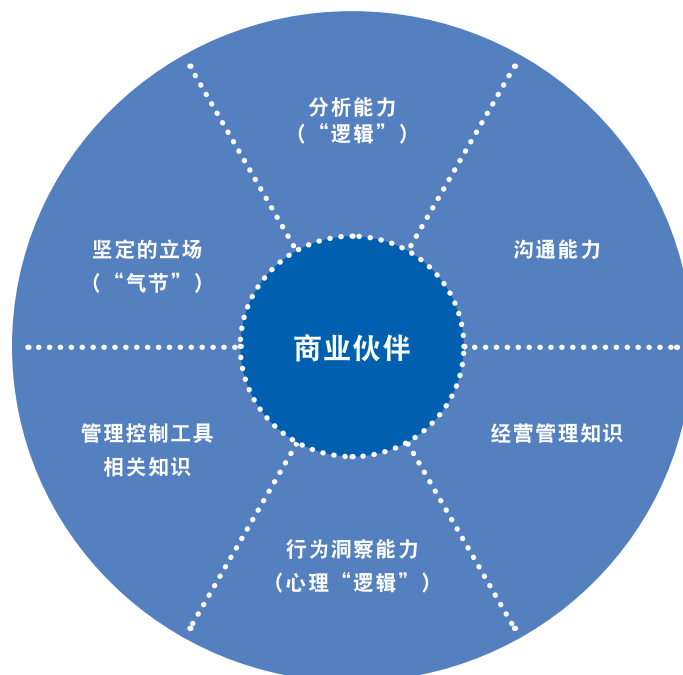 分析能力
（“逻辑”）
沟通能力
经营管理知识
行为洞察能力
（心理“逻辑”）
管理控制工具
相关知识
坚定的立场
（“气节”）
商业伙伴